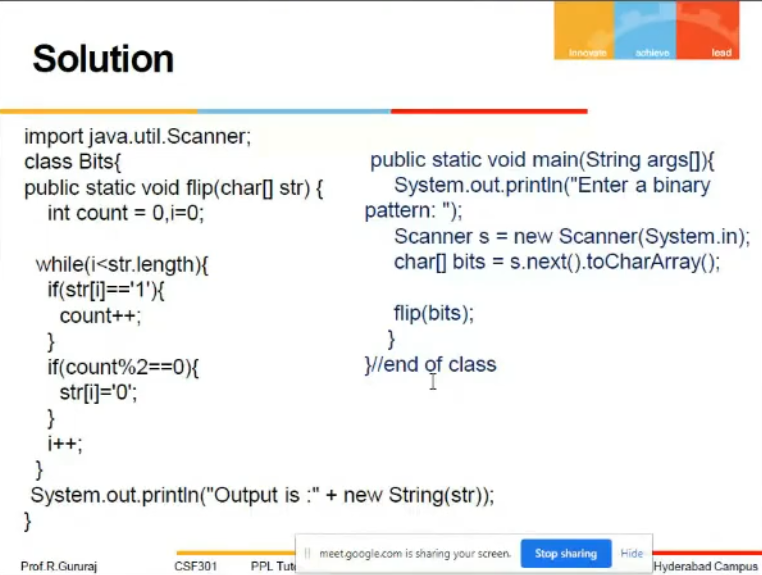 innovate achieve lead
Solution
import java.util.Scanner;
class Bits{
public static void flip(char[] str) {
int count = 0,i=0;
while(i<str.length){
if(str[i]=='1'){
count++;
}
if(count%2==0){
str[i]='0';
}
i++;
}
System.out.println("Output is :" + new String(str));
}
public static void main(String args[]){
System.out.println("Enter a binary
pattern: ");
Scanner s = new Scanner(System.in);
char[] bits = s.next().toCharArray();
flip(bits);
}
}//end of class
meet.google.com is sharing your screen. Stop sharing Hide
Prof.R.Gururaj CSF301 PPL Hyderabad Campus